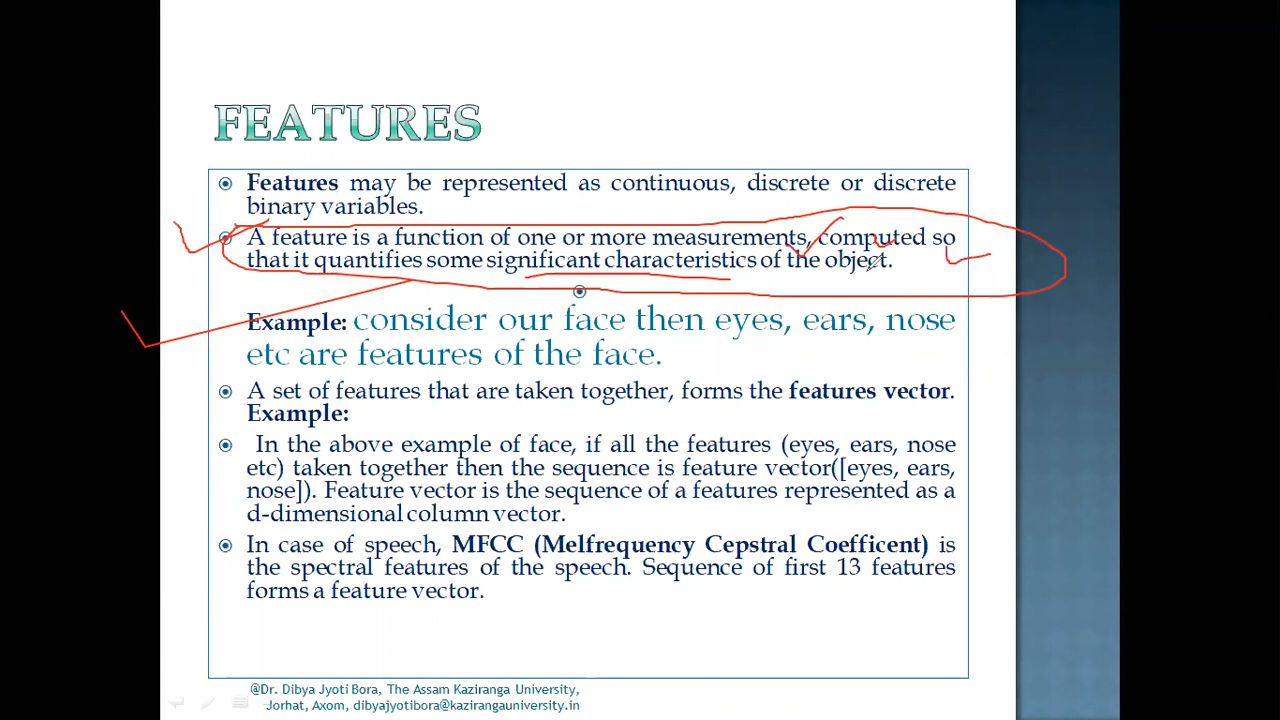 FEATURES
Features may be represented as continuous, discrete or discrete
binary variables.
A feature is a function of one or more measurements, computed so
that it quantifies some significant characteristics of the object.
Example: consider our face then eyes, ears, nose
etc are features of the face.
A set of features that are taken together, forms the features vector.
Example:
In the above example of face, if all the features (eyes, ears, nose
etc) taken together then the sequence is feature vector([eyes, ears,
nose]). Feature vector is the sequence of a features represented as a
d-dimensional column vector.
In case of speech, MFCC (Melfrequency Cepstral Coefficent) is
the spectral features of the speech. Sequence of first 13 features
forms a feature vector.
@Dr. Dibya Jyoti Bora, The Assam Kaziranga University,
Jorhat, Axom, dibyajyotibora@kazirangauniversity.in